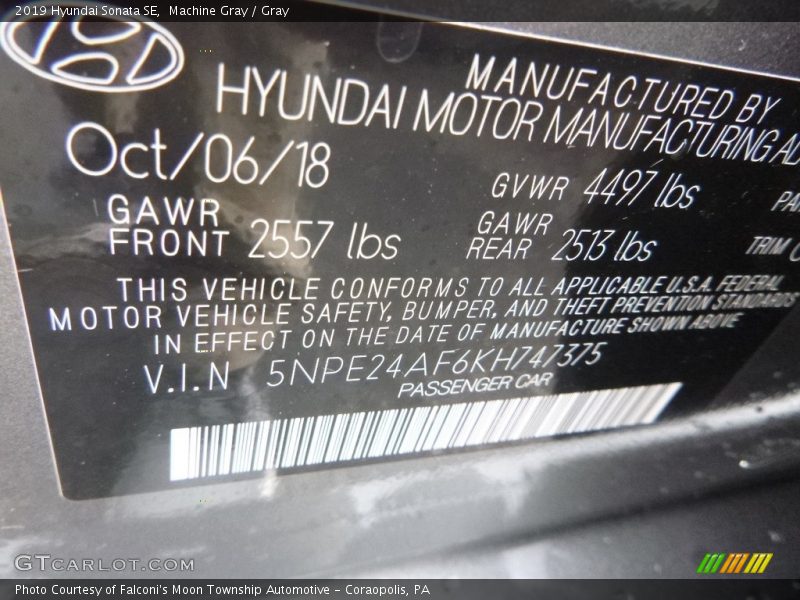 2019 Hyundai Sonata SE, Machine Gray / Gray
MANUFACTURED BY
HYUNDAI MOTOR MANUFACTURING
Oct/06/18
GVWR 4497 lbs
GAWR FRONT 2557 lbs
GAWR REAR 2513 lbs
TRIM
THIS VEHICLE CONFORMS TO ALL APPLICABLE U.S.A. FEDERAL
MOTOR VEHICLE SAFETY, BUMPER, AND THEFT PREVENTION STANDARDS
IN EFFECT ON THE DATE OF MANUFACTURE SHOWN ABOVE
V.I.N 5NPE24AF6KH747375
PASSENGER CAR
GTCARLOT.COM
Photo Courtesy of Falconi's Moon Township Automotive – Coraopolis, PA